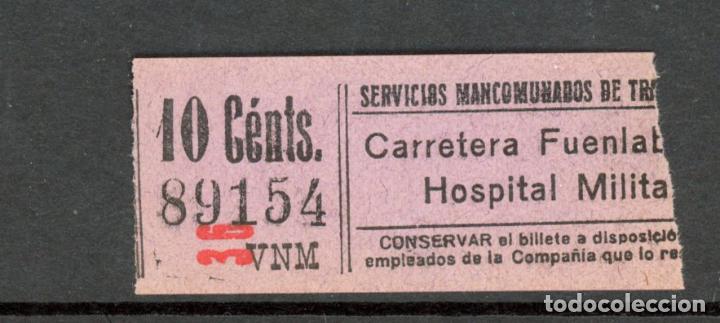 10 Cénts.
89154
36
VNM
SERVICIOS MANCOMUNADOS DE TR
Carretera Fuenlab
Hospital Milita
CONSERVAR el billete a disposició
empleados de la Compañía que lo re
todocoleccion